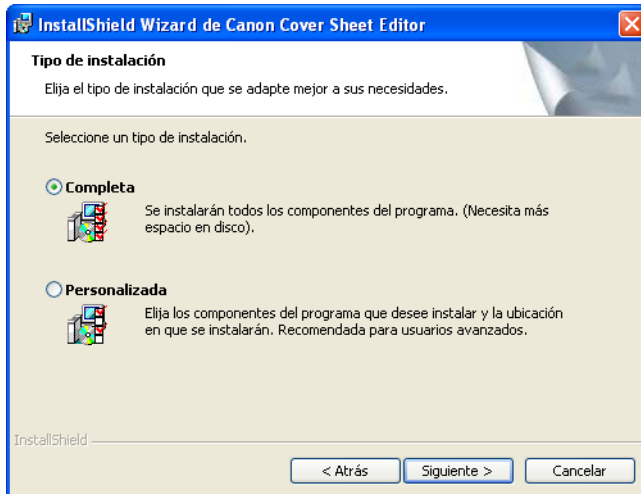 InstallShield Wizard de Canon Cover Sheet Editor
Tipo de instalación
Elija el tipo de instalación que se adapte mejor a sus necesidades.
Seleccione un tipo de instalación.
Completa
Se instalarán todos los componentes del programa. (Necesita más
espacio en disco).
Personalizada
Elija los componentes del programa que desee instalar y la ubicación
en que se instalarán. Recomendada para usuarios avanzados.
InstallShield
< Atrás
Siguiente >
Cancelar